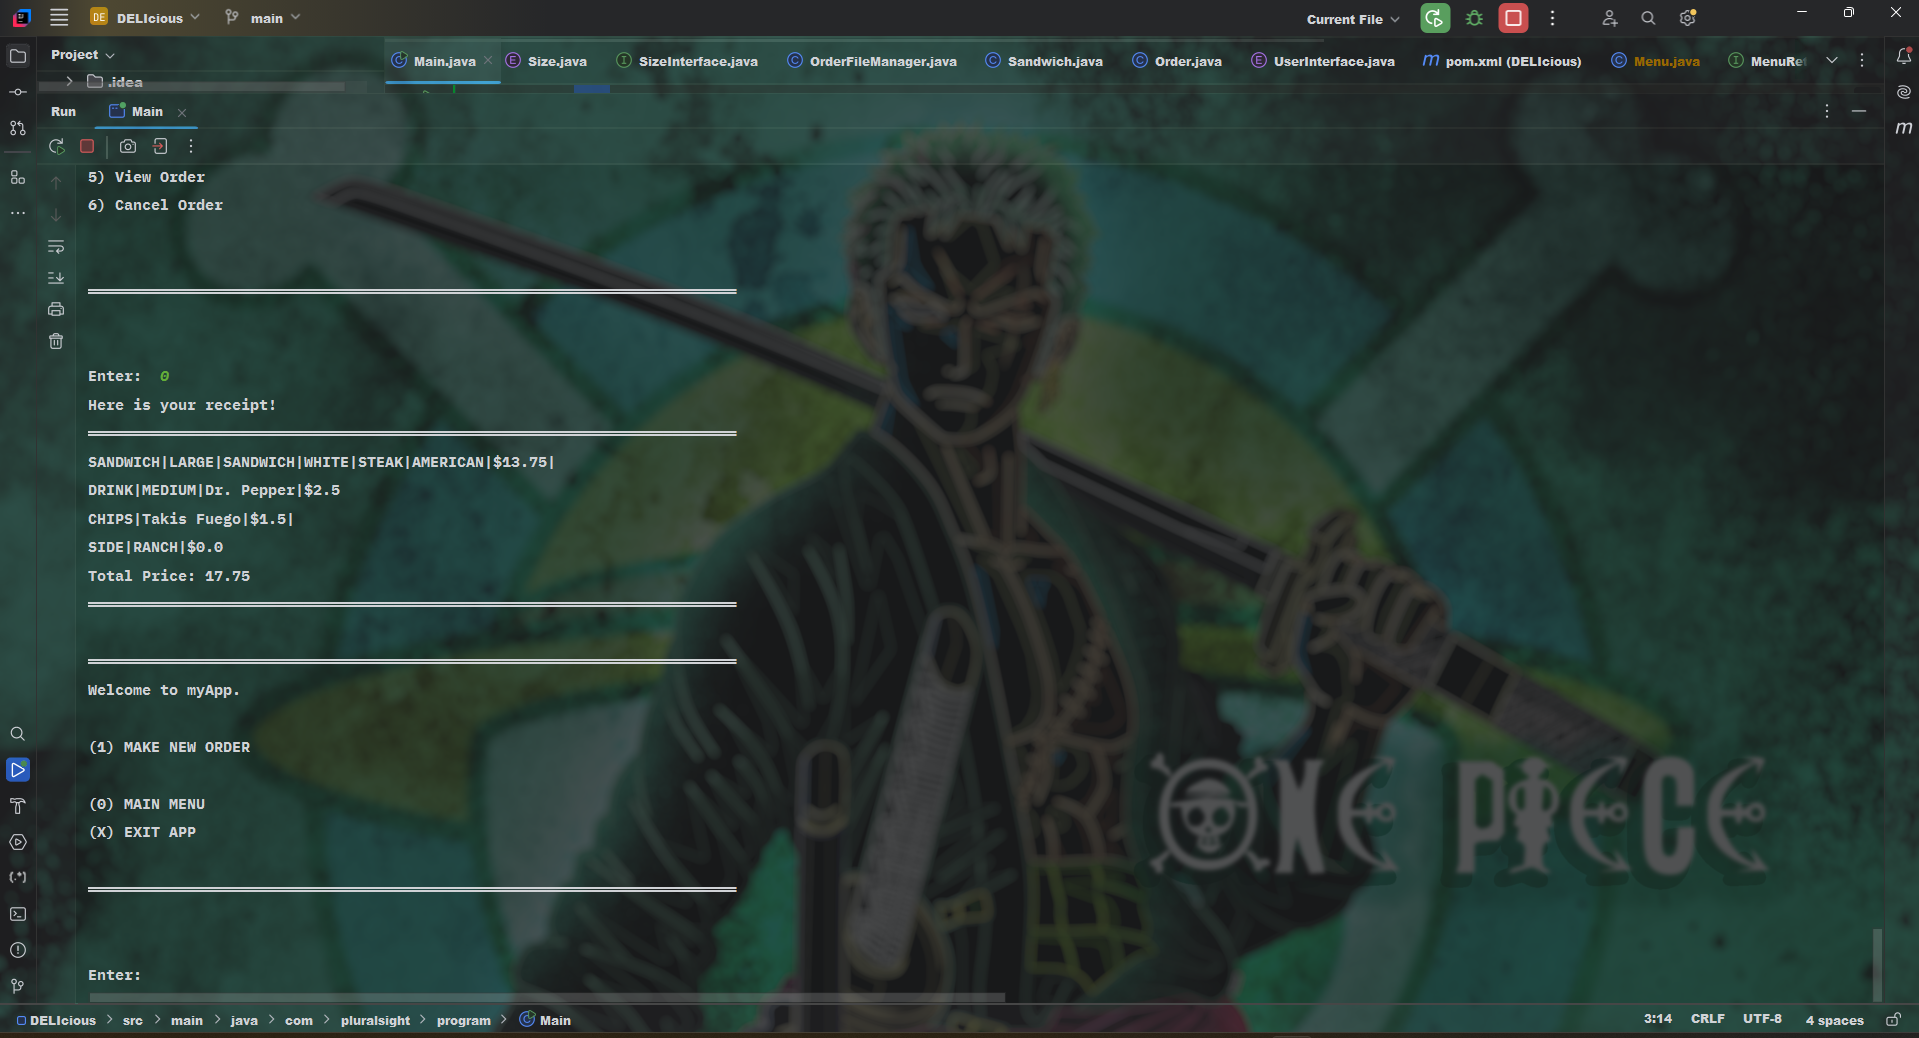 DE DELIcious main Current File
Project
Main.java Size.java SizeInterface.java OrderFileManager.java Sandwich.java Order.java UserInterface.java pom.xml (DELIcious) Menu.java MenuRe
.idea
Run Main
5) View Order
6) Cancel Order
Enter: 0
Here is your receipt!
SANDWICH|LARGE|SANDWICH|WHITE|STEAK|AMERICAN|$13.75|
DRINK|MEDIUM|Dr. Pepper|$2.5
CHIPS|Takis Fuego|$1.5|
SIDE|RANCH|$0.0
Total Price: 17.75
Welcome to myApp.
(1) MAKE NEW ORDER
(0) MAIN MENU
(X) EXIT APP
ONE PIECE
Enter:
DELIcious > src > main > java > com > pluralsight > program > Main
3:14 CRLF UTF-8 4 spaces